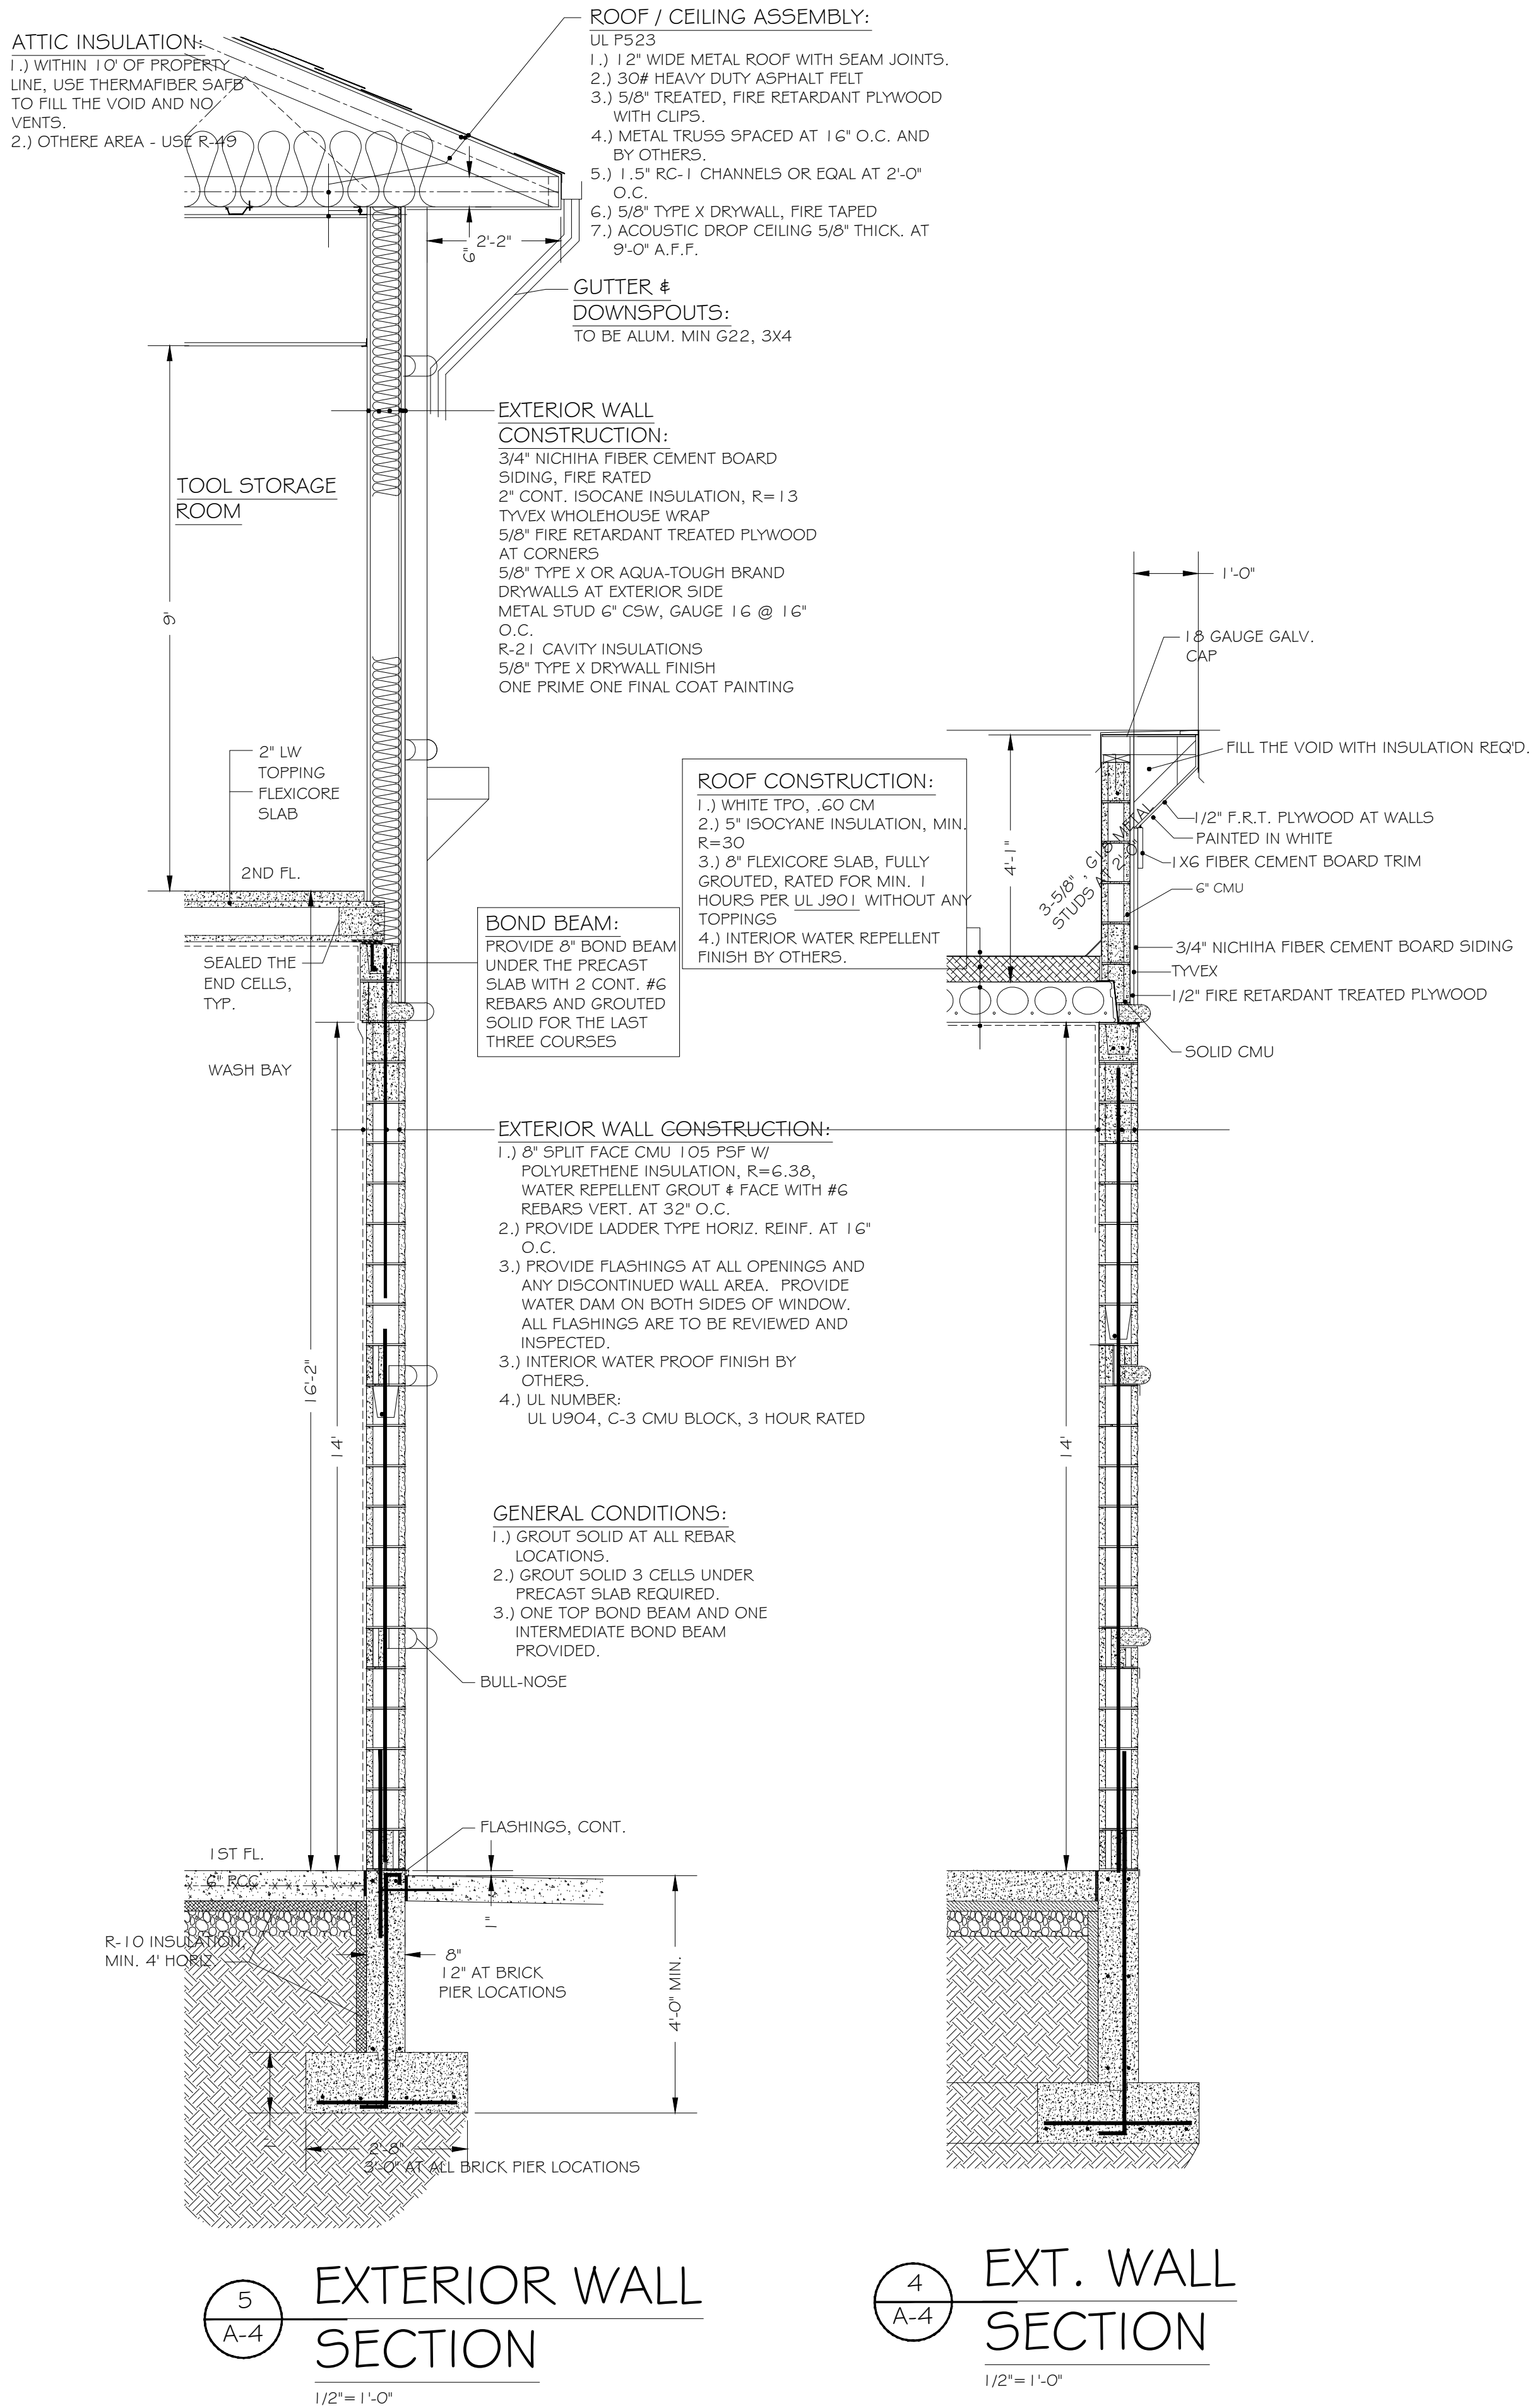 ATTIC INSULATION:
1.) WITHIN 10' OF PROPERTY
LINE, USE THERMAFIBER SAFB
TO FILL THE VOID AND NO
VENTS.
2.) OTHERE AREA - USE R-49
ROOF / CEILING ASSEMBLY:
UL P523
1.) 12" WIDE METAL ROOF WITH SEAM JOINTS.
2.) 30# HEAVY DUTY ASPHALT FELT
3.) 5/8" TREATED, FIRE RETARDANT PLYWOOD
WITH CLIPS.
4.) METAL TRUSS SPACED AT 16" O.C. AND
BY OTHERS.
5.) 1.5" RC-1 CHANNELS OR EQAL AT 2'-0"
O.C.
6.) 5/8" TYPE X DRYWALL, FIRE TAPED
7.) ACOUSTIC DROP CEILING 5/8" THICK. AT
9'-0" A.F.F.
6"
2'-2"
GUTTER &
DOWNSPOUTS:
TO BE ALUM. MIN G22, 3X4
EXTERIOR WALL
CONSTRUCTION:
3/4" NICHIHA FIBER CEMENT BOARD
SIDING, FIRE RATED
2" CONT. ISOCANE INSULATION, R=13
TYVEX WHOLEHOUSE WRAP
5/8" FIRE RETARDANT TREATED PLYWOOD
AT CORNERS
5/8" TYPE X OR AQUA-TOUGH BRAND
DRYWALLS AT EXTERIOR SIDE
METAL STUD 6" CSW, GAUGE 16 @ 16"
O.C.
R-21 CAVITY INSULATIONS
5/8" TYPE X DRYWALL FINISH
ONE PRIME ONE FINAL COAT PAINTING
TOOL STORAGE
ROOM
9'
2" LW
TOPPING
FLEXICORE
SLAB
2ND FL.
SEALED THE
END CELLS,
TYP.
WASH BAY
BOND BEAM:
PROVIDE 8" BOND BEAM
UNDER THE PRECAST
SLAB WITH 2 CONT. #6
REBARS AND GROUTED
SOLID FOR THE LAST
THREE COURSES
ROOF CONSTRUCTION:
1.) WHITE TPO, .60 CM
2.) 5" ISOCYANE INSULATION, MIN.
R=30
3.) 8" FLEXICORE SLAB, FULLY
GROUTED, RATED FOR MIN. 1
HOURS PER UL J901 WITHOUT ANY
TOPPINGS
4.) INTERIOR WATER REPELLENT
FINISH BY OTHERS.
1'-0"
18 GAUGE GALV.
CAP
FILL THE VOID WITH INSULATION REQ'D.
1/2" F.R.T. PLYWOOD AT WALLS
PAINTED IN WHITE
1X6 FIBER CEMENT BOARD TRIM
6" CMU
3/4" NICHIHA FIBER CEMENT BOARD SIDING
TYVEX
1/2" FIRE RETARDANT TREATED PLYWOOD
SOLID CMU
4'-1"
3-5/8", METAL
STUDS AT 2'-0"
EXTERIOR WALL CONSTRUCTION:
1.) 8" SPLIT FACE CMU 105 PSF W/
POLYURETHENE INSULATION, R=6.38,
WATER REPELLENT GROUT & FACE WITH #6
REBARS VERT. AT 32" O.C.
2.) PROVIDE LADDER TYPE HORIZ. REINF. AT 16"
O.C.
3.) PROVIDE FLASHINGS AT ALL OPENINGS AND
ANY DISCONTINUED WALL AREA. PROVIDE
WATER DAM ON BOTH SIDES OF WINDOW.
ALL FLASHINGS ARE TO BE REVIEWED AND
INSPECTED.
3.) INTERIOR WATER PROOF FINISH BY
OTHERS.
4.) UL NUMBER:
UL U904, C-3 CMU BLOCK, 3 HOUR RATED
16'-2"
14'
14'
GENERAL CONDITIONS:
1.) GROUT SOLID AT ALL REBAR
LOCATIONS.
2.) GROUT SOLID 3 CELLS UNDER
PRECAST SLAB REQUIRED.
3.) ONE TOP BOND BEAM AND ONE
INTERMEDIATE BOND BEAM
PROVIDED.
BULL-NOSE
FLASHINGS, CONT.
1ST FL.
6" RCC
1"
R-10 INSULATION,
MIN. 4' HORIZ.
8"
12" AT BRICK
PIER LOCATIONS
4'-0" MIN.
1'
2'-8"
3'-0" AT ALL BRICK PIER LOCATIONS
5
A-4
EXTERIOR WALL
SECTION
1/2"=1'-0"
4
A-4
EXT. WALL
SECTION
1/2"=1'-0"